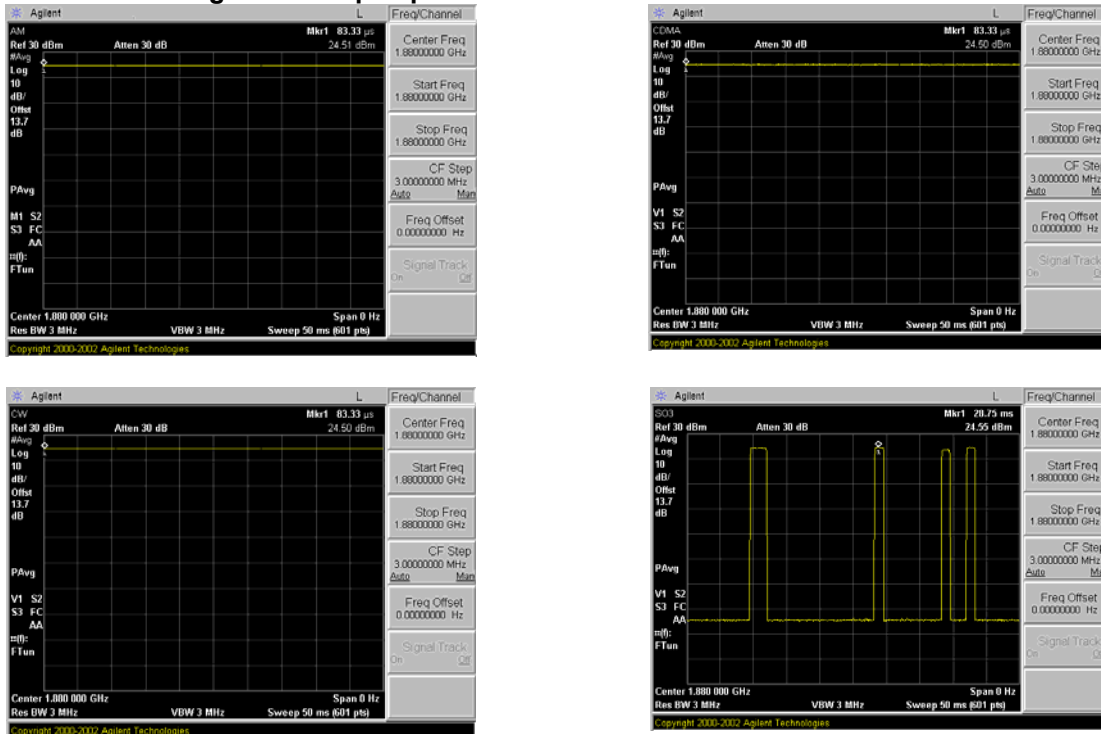 Agilent L Freq/Channel
AM Mkr1 83.33 µs
Ref 30 dBm Atten 30 dB 24.51 dBm
#Avg
Log
10
dB/
Offst
13.7
dB
PAvg
M1 S2
S3 FC
AA
¤(f):
FTun
Center 1.880 000 GHz Span 0 Hz
Res BW 3 MHz VBW 3 MHz Sweep 50 ms (601 pts)
Copyright 2000-2002 Agilent Technologies
Center Freq
1.88000000 GHz
Start Freq
1.88000000 GHz
Stop Freq
1.88000000 GHz
CF Step
3.00000000 MHz
Auto Man
Freq Offset
0.00000000 Hz
Signal Track
On Off
Agilent L Freq/Channel
CDMA Mkr1 83.33 µs
Ref 30 dBm Atten 30 dB 24.50 dBm
#Avg
Log
10
dB/
Offst
13.7
dB
PAvg
V1 S2
S3 FC
AA
¤(f):
FTun
Center 1.880 000 GHz Span 0 Hz
Res BW 3 MHz VBW 3 MHz Sweep 50 ms (601 pts)
Copyright 2000-2002 Agilent Technologies
Center Freq
1.88000000 GHz
Start Freq
1.88000000 GHz
Stop Freq
1.88000000 GHz
CF Step
3.00000000 MHz
Auto
Freq Offset
0.00000000 Hz
Signal Track
On
Agilent L Freq/Channel
CW Mkr1 83.33 µs
Ref 30 dBm Atten 30 dB 24.50 dBm
#Avg
Log
10
dB/
Offst
13.7
dB
PAvg
V1 S2
S3 FC
AA
¤(f):
FTun
Center 1.880 000 GHz Span 0 Hz
Res BW 3 MHz VBW 3 MHz Sweep 50 ms (601 pts)
Copyright 2000-2002 Agilent Technologies
Center Freq
1.88000000 GHz
Start Freq
1.88000000 GHz
Stop Freq
1.88000000 GHz
CF Step
3.00000000 MHz
Auto Man
Freq Offset
0.00000000 Hz
Signal Track
On Off
Agilent L Freq/Channel
SO3 Mkr1 28.75 ms
Ref 30 dBm Atten 30 dB 24.55 dBm
#Avg
Log
10
dB/
Offst
13.7
dB
PAvg
V1 S2
S3 FC
AA
¤(f):
FTun
Center 1.880 000 GHz Span 0 Hz
Res BW 3 MHz VBW 3 MHz Sweep 50 ms (601 pts)
Copyright 2000-2002 Agilent Technologies
Center Freq
1.88000000 GHz
Start Freq
1.88000000 GHz
Stop Freq
1.88000000 GHz
CF Step
3.00000000 MHz
Auto
Freq Offset
0.00000000 Hz
Signal Track
On